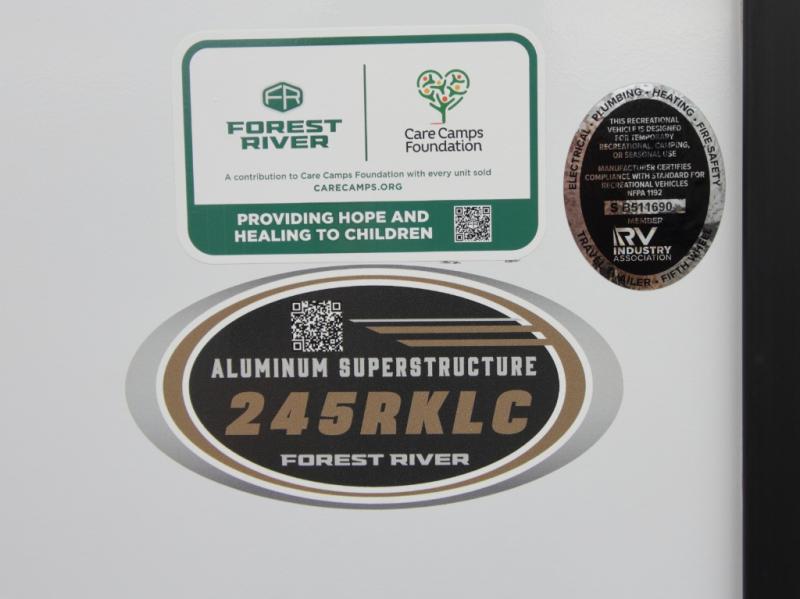 FR
FOREST
RIVER
Care Camps
Foundation
A contribution to Care Camps Foundation with every unit sold
CARECAMPS.ORG
PROVIDING HOPE AND
HEALING TO CHILDREN
ELECTRICAL • PLUMBING • HEATING • FIRE SAFETY
THIS RECREATIONAL
VEHICLE IS DESIGNED
FOR TEMPORARY
RECREATIONAL, CAMPING,
OR SEASONAL USE
MANUFACTURER CERTIFIES
COMPLIANCE WITH STANDARD FOR
RECREATIONAL VEHICLES
NFPA 1192
MEMBER
RV
INDUSTRY
ASSOCIATION
TRAVEL TRAILER • FIFTH WHEEL
ALUMINUM SUPERSTRUCTURE
245RKLC
FOREST RIVER